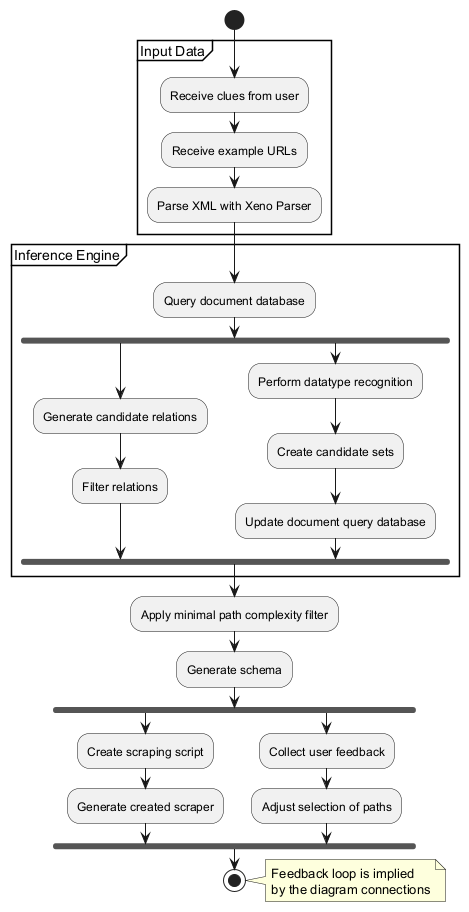 Input Data
Receive clues from user
Receive example URLs
Parse XML with Xeno Parser
Inference Engine
Query document database
Generate candidate relations
Filter relations
Perform datatype recognition
Create candidate sets
Update document query database
Apply minimal path complexity filter
Generate schema
Create scraping script
Generate created scraper
Collect user feedback
Adjust selection of paths
Feedback loop is implied
by the diagram connections